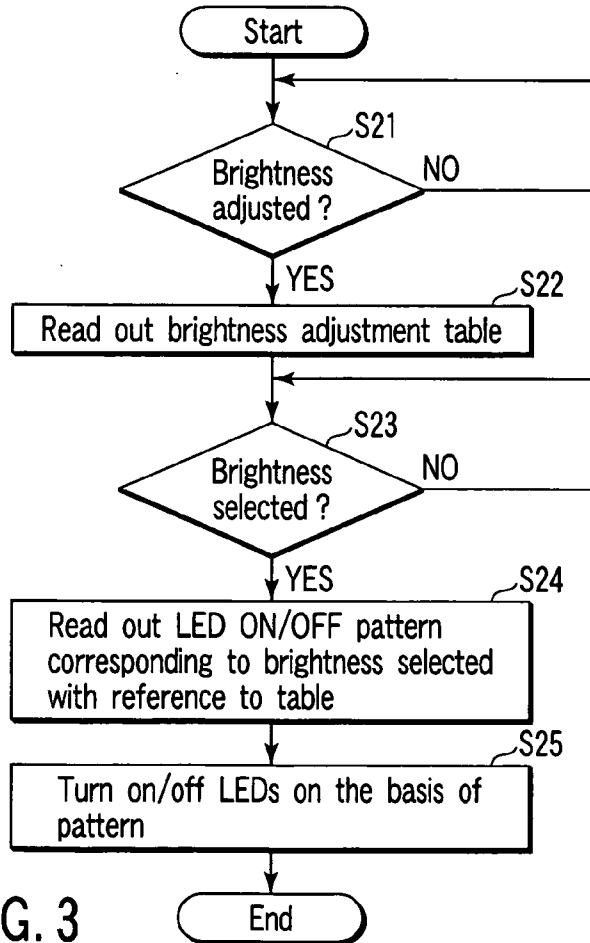 Start
S21
Brightness
adjusted ?
NO
YES
S22
Read out brightness adjustment table
S23
Brightness
selected ?
NO
YES
S24
Read out LED ON/OFF pattern
corresponding to brightness selected
with reference to table
S25
Turn on/off LEDs on the basis of
pattern
End
G. 3